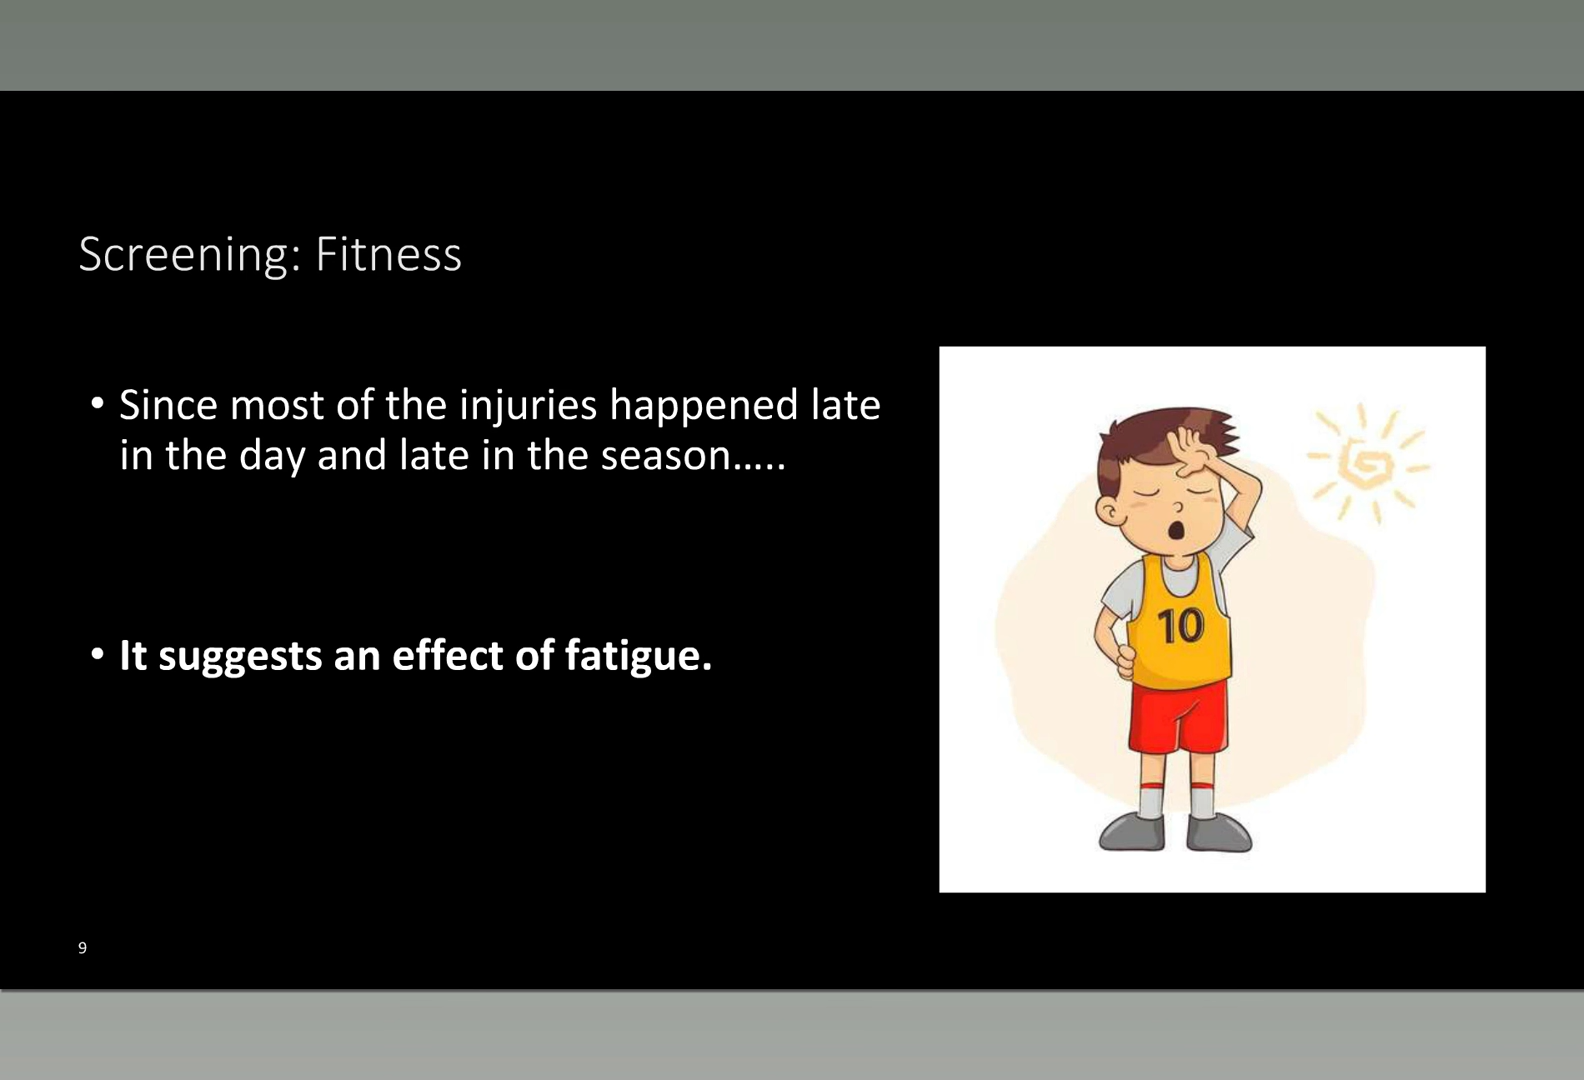 Screening: Fitness
• Since most of the injuries happened late
in the day and late in the season.....
• It suggests an effect of fatigue.
10
9